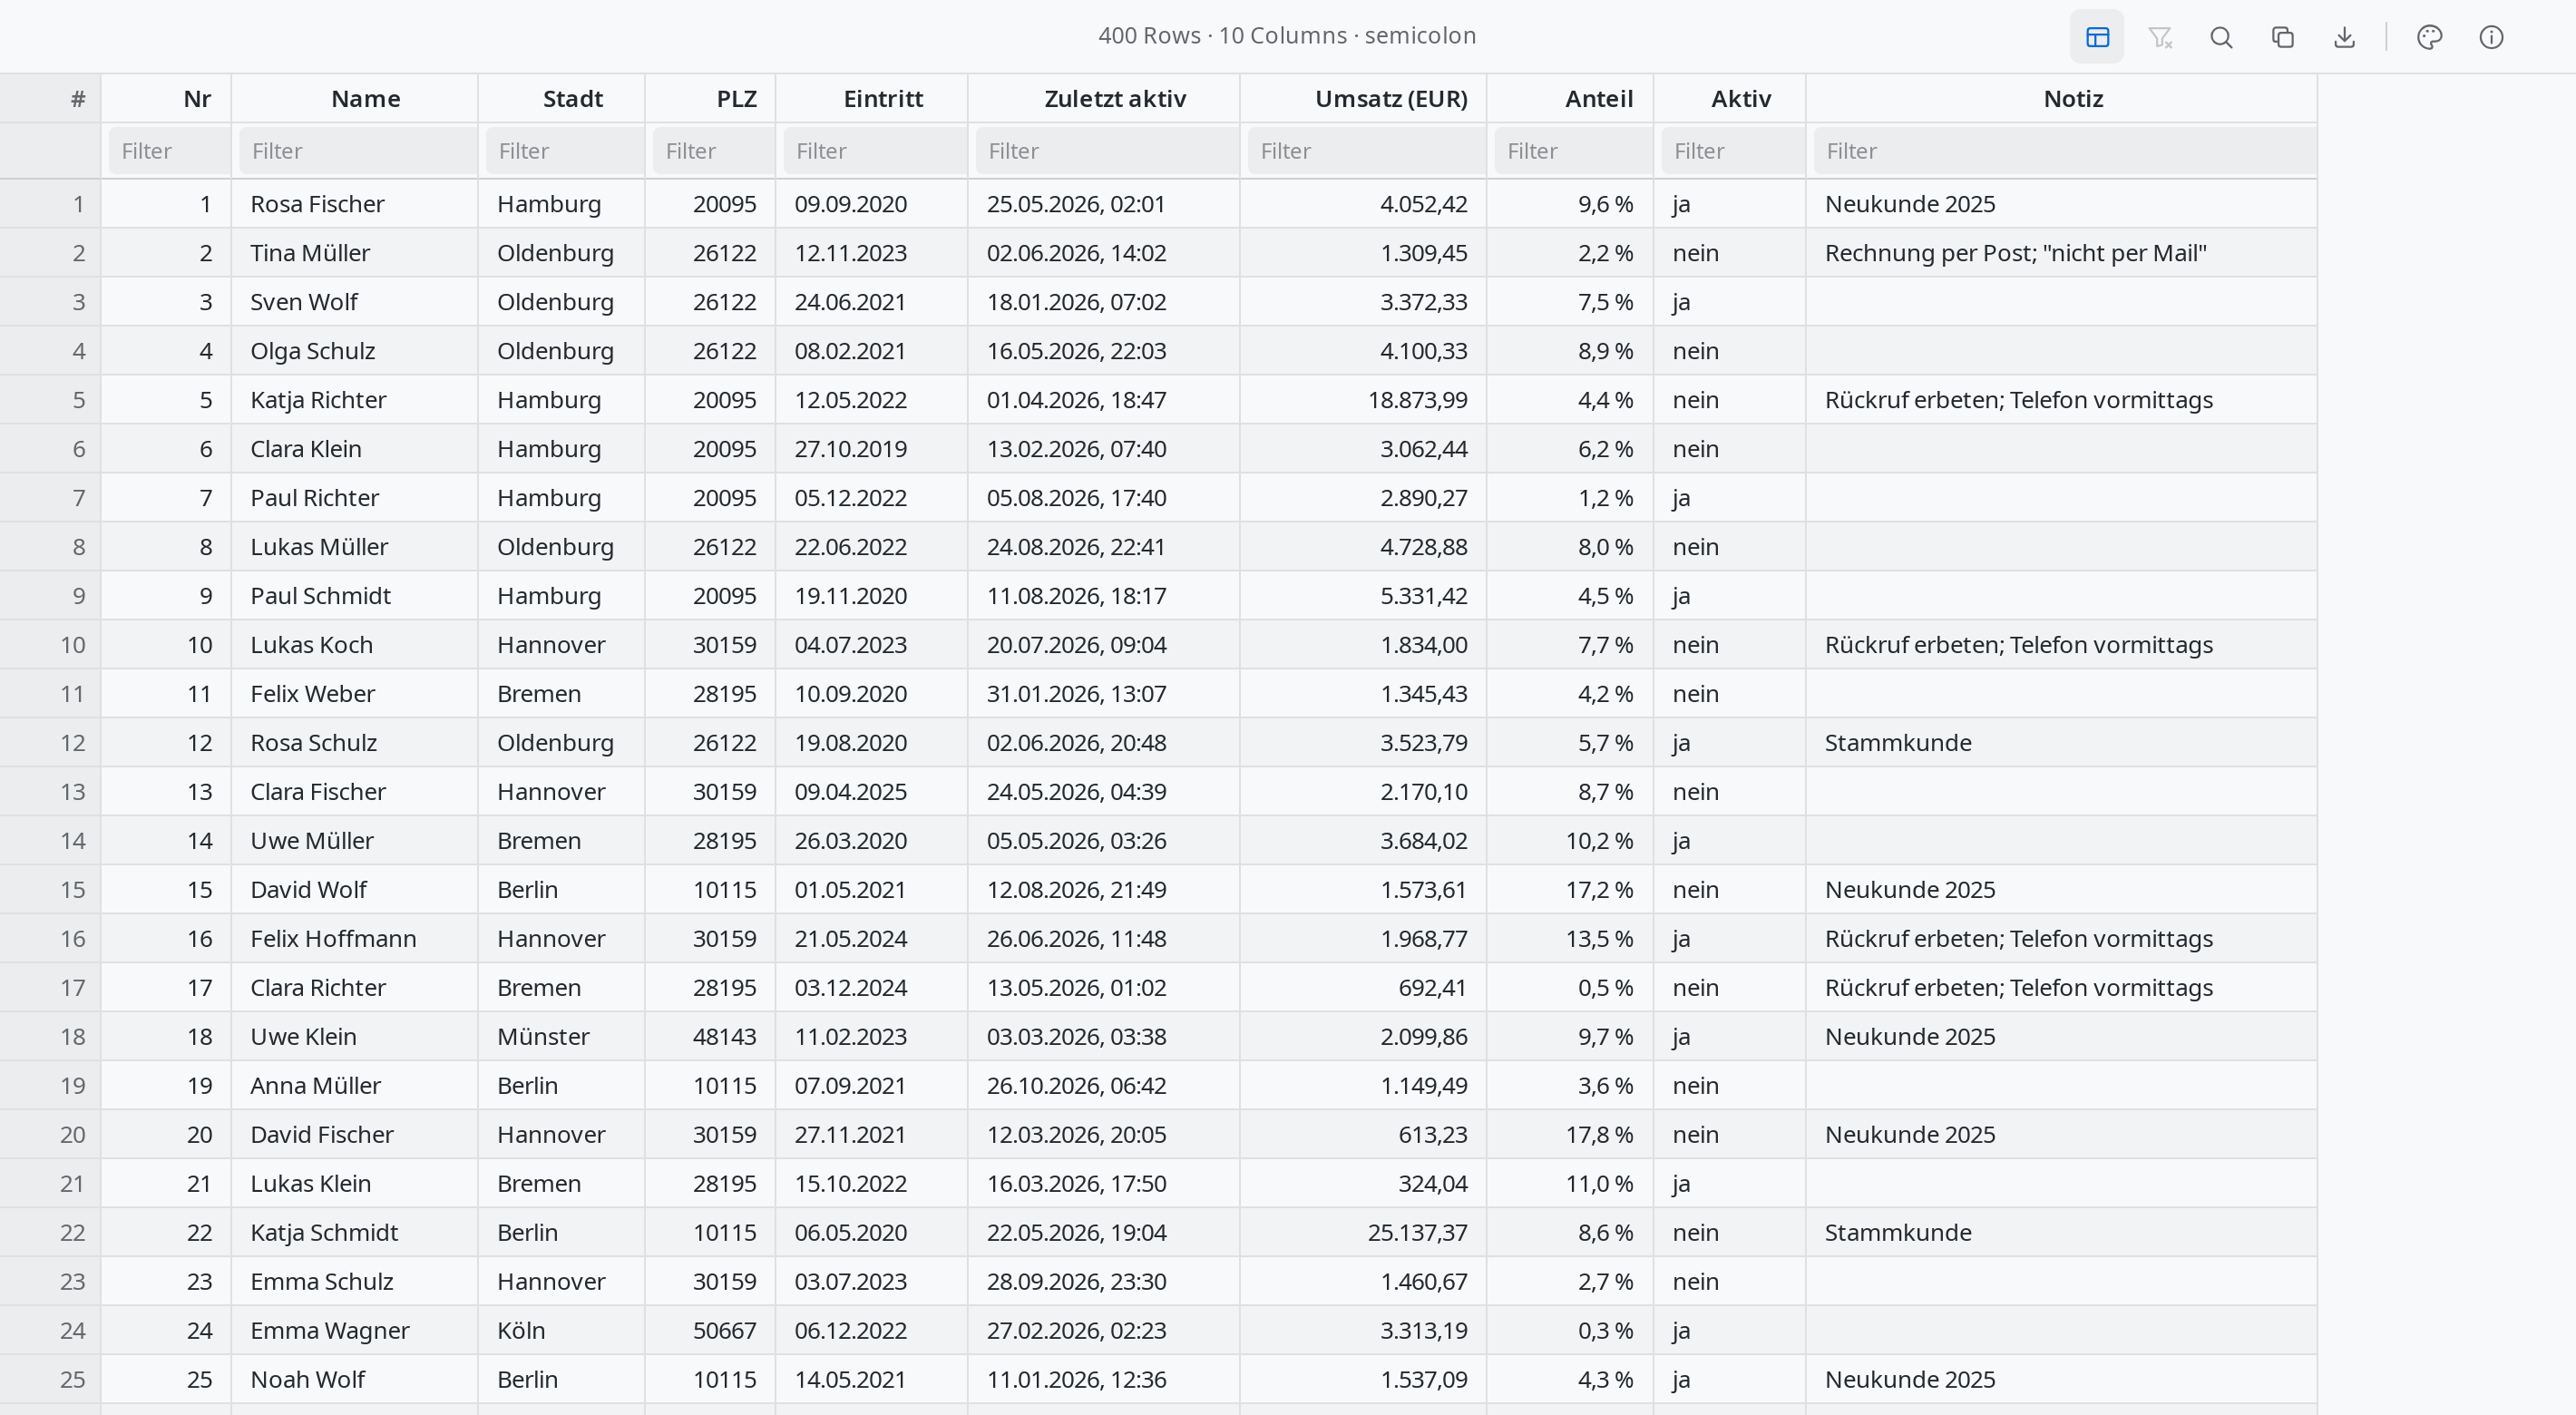 400 Rows · 10 Columns · semicolon
# Nr Name Stadt PLZ Eintritt Zuletzt aktiv Umsatz (EUR) Anteil Aktiv Notiz
Filter Filter Filter Filter Filter Filter Filter Filter Filter Filter
1 1 Rosa Fischer Hamburg 20095 09.09.2020 25.05.2026, 02:01 4.052,42 9,6 % ja Neukunde 2025
2 2 Tina Müller Oldenburg 26122 12.11.2023 02.06.2026, 14:02 1.309,45 2,2 % nein Rechnung per Post; "nicht per Mail"
3 3 Sven Wolf Oldenburg 26122 24.06.2021 18.01.2026, 07:02 3.372,33 7,5 % ja
4 4 Olga Schulz Oldenburg 26122 08.02.2021 16.05.2026, 22:03 4.100,33 8,9 % nein
5 5 Katja Richter Hamburg 20095 12.05.2022 01.04.2026, 18:47 18.873,99 4,4 % nein Rückruf erbeten; Telefon vormittags
6 6 Clara Klein Hamburg 20095 27.10.2019 13.02.2026, 07:40 3.062,44 6,2 % nein
7 7 Paul Richter Hamburg 20095 05.12.2022 05.08.2026, 17:40 2.890,27 1,2 % ja
8 8 Lukas Müller Oldenburg 26122 22.06.2022 24.08.2026, 22:41 4.728,88 8,0 % nein
9 9 Paul Schmidt Hamburg 20095 19.11.2020 11.08.2026, 18:17 5.331,42 4,5 % ja
10 10 Lukas Koch Hannover 30159 04.07.2023 20.07.2026, 09:04 1.834,00 7,7 % nein Rückruf erbeten; Telefon vormittags
11 11 Felix Weber Bremen 28195 10.09.2020 31.01.2026, 13:07 1.345,43 4,2 % nein
12 12 Rosa Schulz Oldenburg 26122 19.08.2020 02.06.2026, 20:48 3.523,79 5,7 % ja Stammkunde
13 13 Clara Fischer Hannover 30159 09.04.2025 24.05.2026, 04:39 2.170,10 8,7 % nein
14 14 Uwe Müller Bremen 28195 26.03.2020 05.05.2026, 03:26 3.684,02 10,2 % ja
15 15 David Wolf Berlin 10115 01.05.2021 12.08.2026, 21:49 1.573,61 17,2 % nein Neukunde 2025
16 16 Felix Hoffmann Hannover 30159 21.05.2024 26.06.2026, 11:48 1.968,77 13,5 % ja Rückruf erbeten; Telefon vormittags
17 17 Clara Richter Bremen 28195 03.12.2024 13.05.2026, 01:02 692,41 0,5 % nein Rückruf erbeten; Telefon vormittags
18 18 Uwe Klein Münster 48143 11.02.2023 03.03.2026, 03:38 2.099,86 9,7 % ja Neukunde 2025
19 19 Anna Müller Berlin 10115 07.09.2021 26.10.2026, 06:42 1.149,49 3,6 % nein
20 20 David Fischer Hannover 30159 27.11.2021 12.03.2026, 20:05 613,23 17,8 % nein Neukunde 2025
21 21 Lukas Klein Bremen 28195 15.10.2022 16.03.2026, 17:50 324,04 11,0 % ja
22 22 Katja Schmidt Berlin 10115 06.05.2020 22.05.2026, 19:04 25.137,37 8,6 % nein Stammkunde
23 23 Emma Schulz Hannover 30159 03.07.2023 28.09.2026, 23:30 1.460,67 2,7 % nein
24 24 Emma Wagner Köln 50667 06.12.2022 27.02.2026, 02:23 3.313,19 0,3 % ja
25 25 Noah Wolf Berlin 10115 14.05.2021 11.01.2026, 12:36 1.537,09 4,3 % ja Neukunde 2025